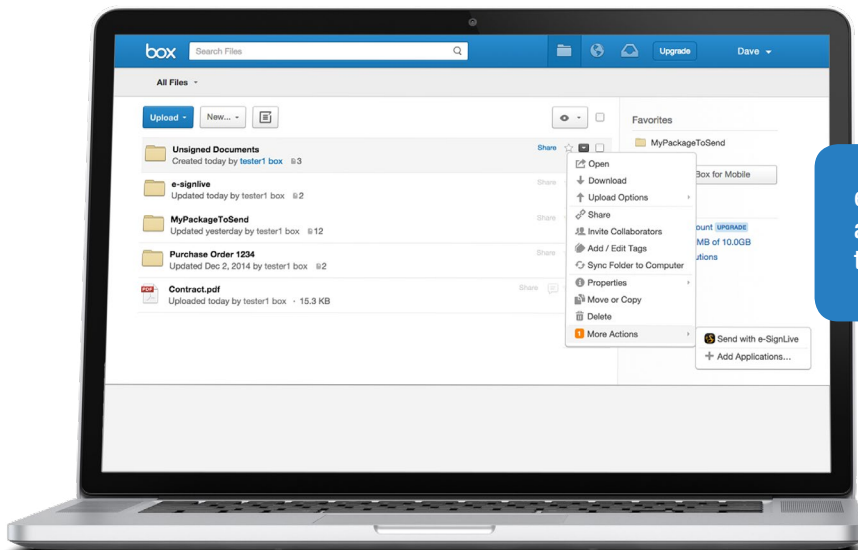 box
Search Files
Upgrade
Dave
All Files
Upload
New...
Favorites
Unsigned Documents
Created today by tester1 box 3
Share
MyPackageToSend
Open
Download
Box for Mobile
e-signlive
Updated today by tester1 box 2
Share
Upload Options
Share
MyPackageToSend
Updated yesterday by tester1 box 12
Share
Invite Collaborators
UPGRADE
MB of 10.0GB
Add / Edit Tags
Purchase Order 1234
Updated Dec 2, 2014 by tester1 box 2
Share
Sync Folder to Computer
Properties
PDF
Contract.pdf
Uploaded today by tester1 box · 15.3 KB
Share
Move or Copy
Delete
1 More Actions
Send with e-SignLive
Add Applications...